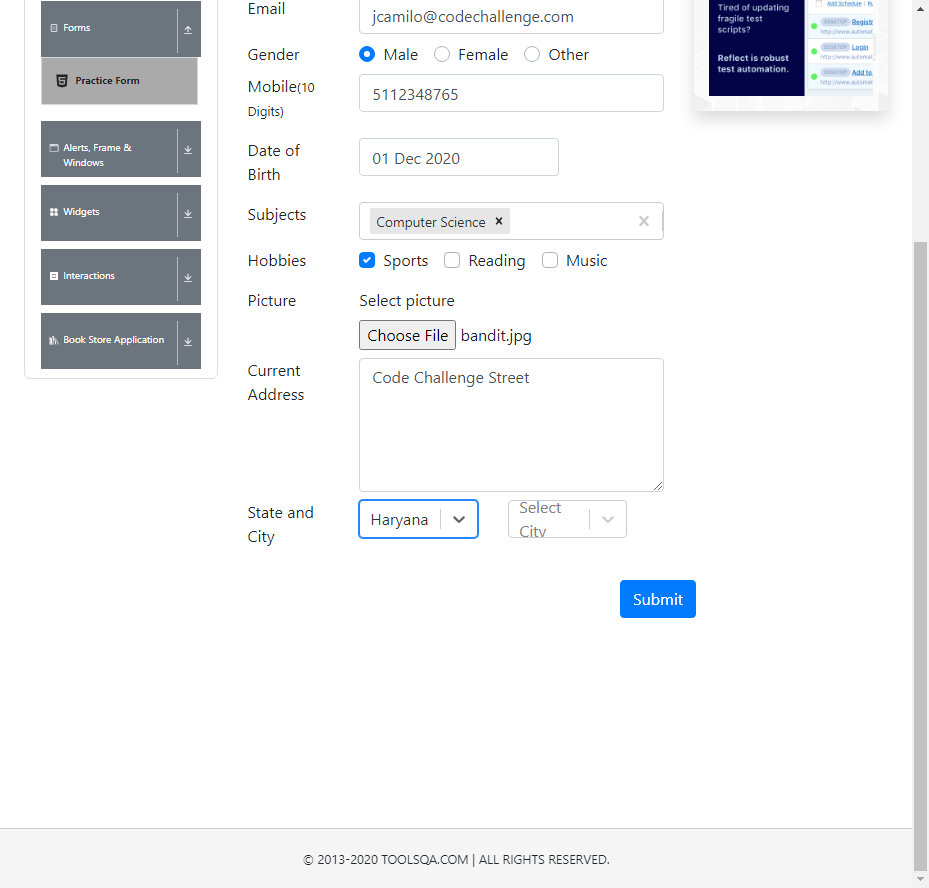 Forms
Practice Form
Alerts, Frame &
Windows
Widgets
Interactions
Book Store Application
Email
jcamilo@codechallenge.com
Gender
Male Female Other
Mobile(10
Digits)
5112348765
Date of
Birth
01 Dec 2020
Subjects
Computer Science ×
×
Hobbies
Sports Reading Music
Picture
Select picture
Choose File bandit.jpg
Current
Address
Code Challenge Street
State and
City
Haryana
Select
City
Submit
Tired of updating
fragile test
scripts?
Reflect is robust
test automation.
Add Schedule
DESKTOP Registr
http://www.automat
DESKTOP Login
http://www.automat
DESKTOP Add to
http://www.automat
© 2013-2020 TOOLSQA.COM | ALL RIGHTS RESERVED.